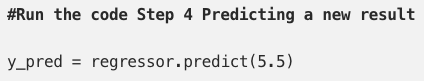 #Run the code Step 4 Predicting a new result
y_pred = regressor.predict(5.5)